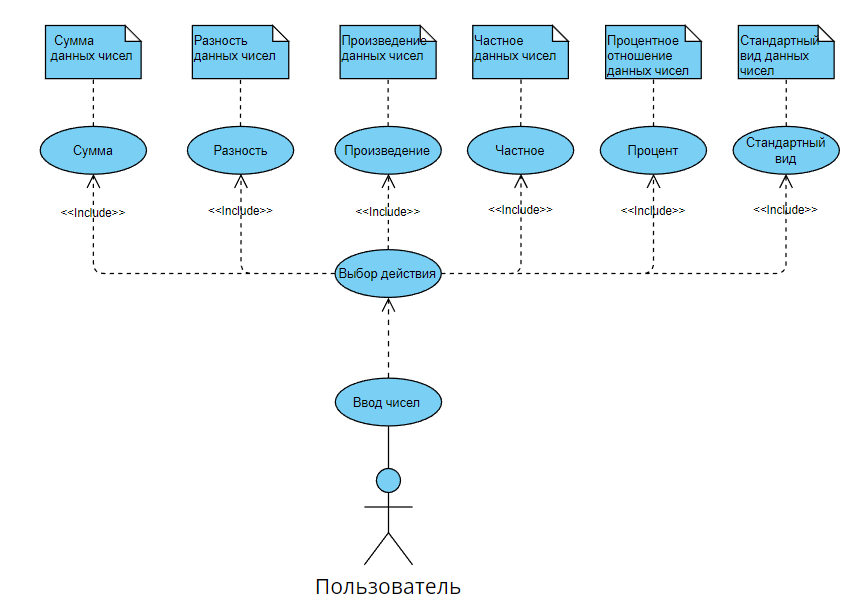 Сумма
данных чисел
Разность
данных чисел
Произведение
данных чисел
Частное
данных чисел
Процентное
отношение
данных чисел
Стандартный
вид данных
чисел
Сумма
Разность
Произведение
Частное
Процент
Стандартный
вид
<<Include>>
<<Include>>
<<Include>>
<<Include>>
<<Include>>
<<Include>>
Выбор действия
Ввод чисел
Пользователь